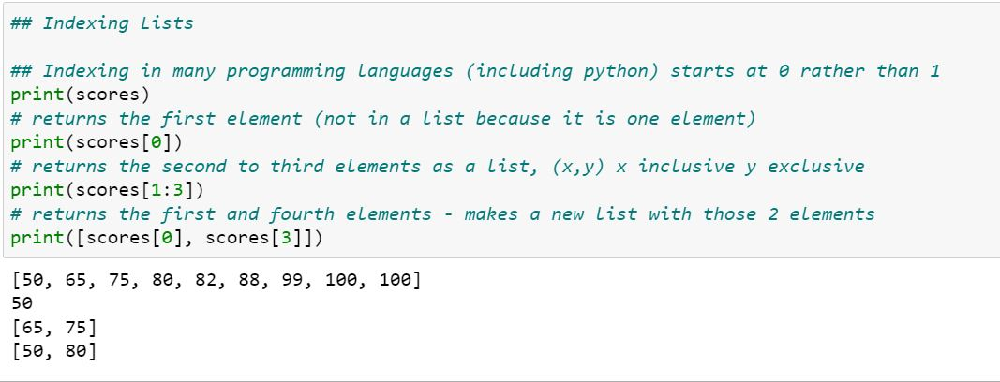 ## Indexing Lists
## Indexing in many programming languages (including python) starts at 0 rather than 1
print(scores)
# returns the first element (not in a list because it is one element)
print(scores[0])
# returns the second to third elements as a list, (x,y) x inclusive y exclusive
print(scores[1:3])
# returns the first and fourth elements - makes a new list with those 2 elements
print([scores[0], scores[3]])
[50, 65, 75, 80, 82, 88, 99, 100, 100]
50
[65, 75]
[50, 80]